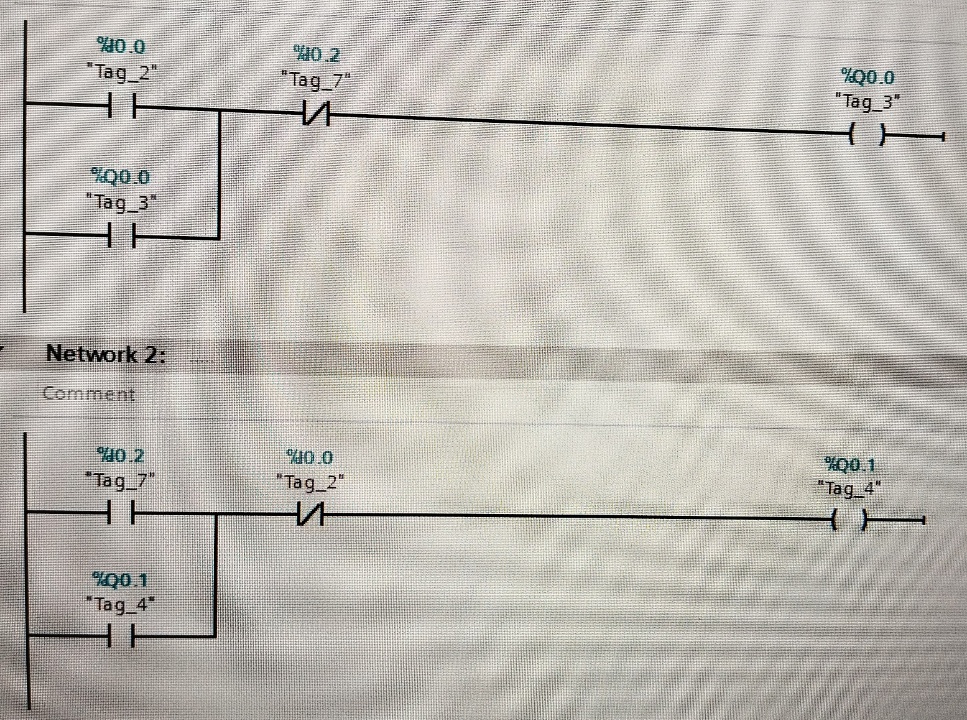 %I0.0
"Tag_2"
%I0.2
"Tag_7"
%Q0.0
"Tag_3"
%Q0.0
"Tag_3"
Network 2:
Comment
%I0.2
"Tag_7"
%I0.0
"Tag_2"
%Q0.1
"Tag_4"
%Q0.1
"Tag_4"